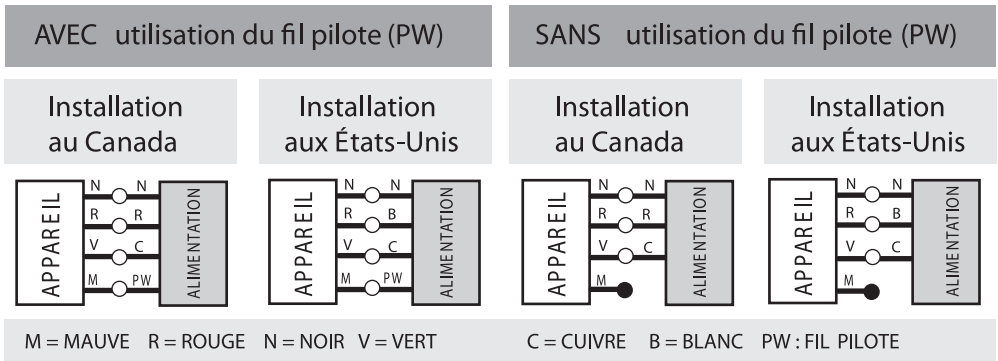 AVEC utilisation du fil pilote (PW)
SANS utilisation du fil pilote (PW)
Installation
au Canada
Installation
aux États-Unis
Installation
au Canada
Installation
aux États-Unis
APPAREIL
N N
R R
V C
M PW
ALIMENTATION
APPAREIL
N N
R B
V C
M PW
ALIMENTATION
APPAREIL
N N
R R
V C
M
ALIMENTATION
APPAREIL
N N
R B
V C
M
ALIMENTATION
M = MAUVE R = ROUGE N = NOIR V = VERT C = CUIVRE B = BLANC PW : FIL PILOTE